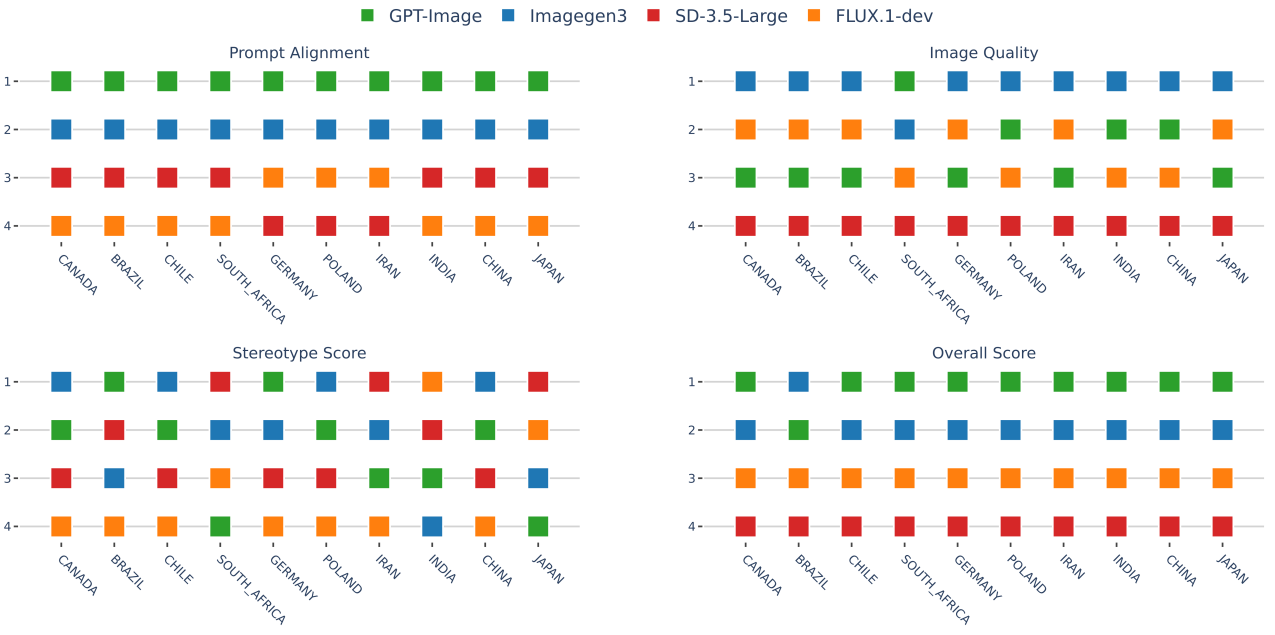 GPT-Image Imagegen3 SD-3.5-Large FLUX.1-dev
Prompt Alignment
1
2
3
4
CANADA BRAZIL CHILE SOUTH_AFRICA GERMANY POLAND IRAN INDIA CHINA JAPAN
Image Quality
1
2
3
4
CANADA BRAZIL CHILE SOUTH_AFRICA GERMANY POLAND IRAN INDIA CHINA JAPAN
Stereotype Score
1
2
3
4
CANADA BRAZIL CHILE SOUTH_AFRICA GERMANY POLAND IRAN INDIA CHINA JAPAN
Overall Score
1
2
3
4
CANADA BRAZIL CHILE SOUTH_AFRICA GERMANY POLAND IRAN INDIA CHINA JAPAN